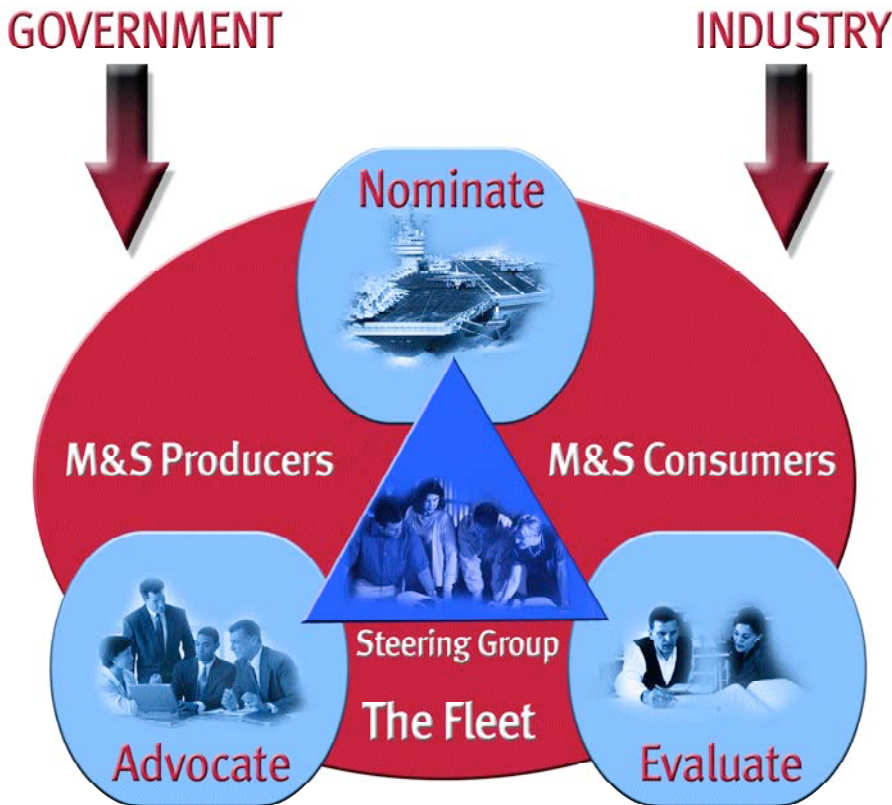 GOVERNMENT
INDUSTRY
Nominate
M&S Producers
M&S Consumers
Steering Group
The Fleet
Advocate
Evaluate